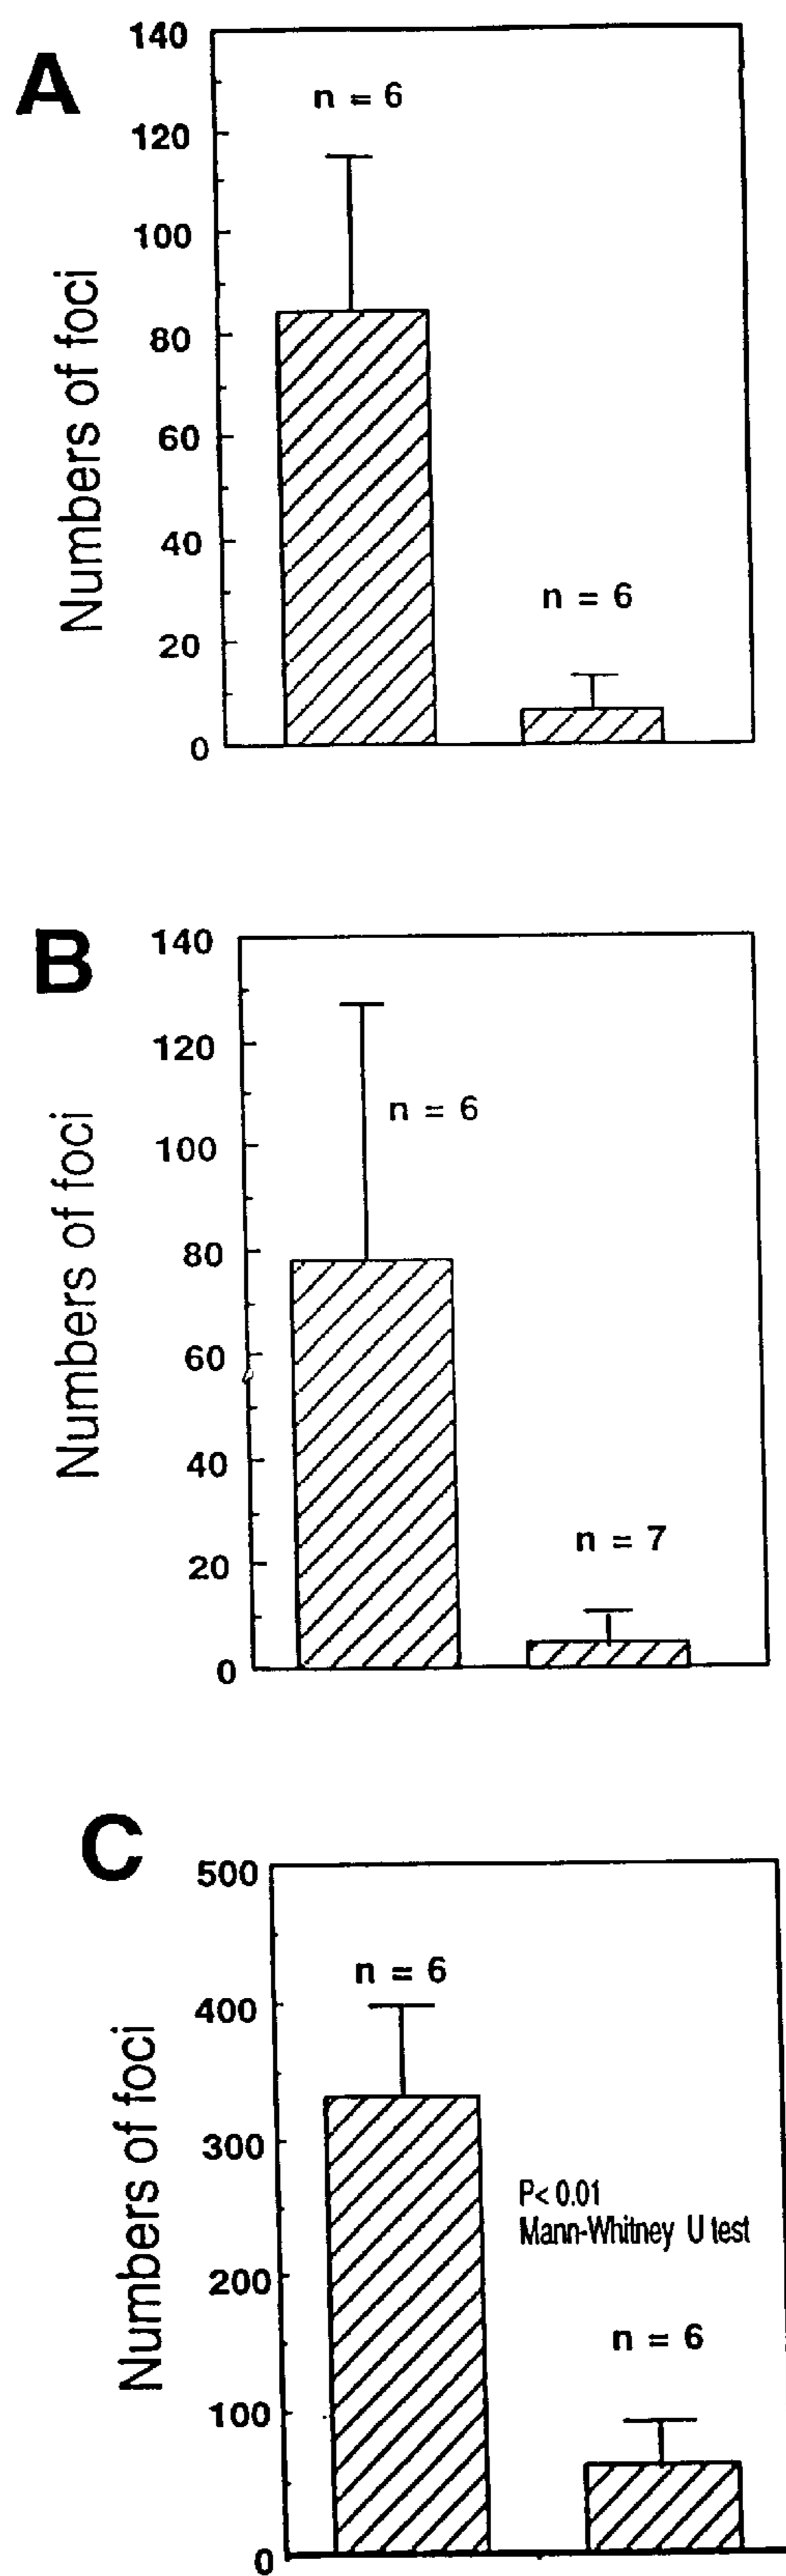 A
Numbers of foci
140
120
100
80
60
40
20
0
n = 6
n = 6
B
Numbers of foci
140
120
100
80
60
40
20
0
n = 6
n = 7
C
Numbers of foci
500
400
300
200
100
0
n = 6
P< 0.01
Mann-Whitney U test
n = 6